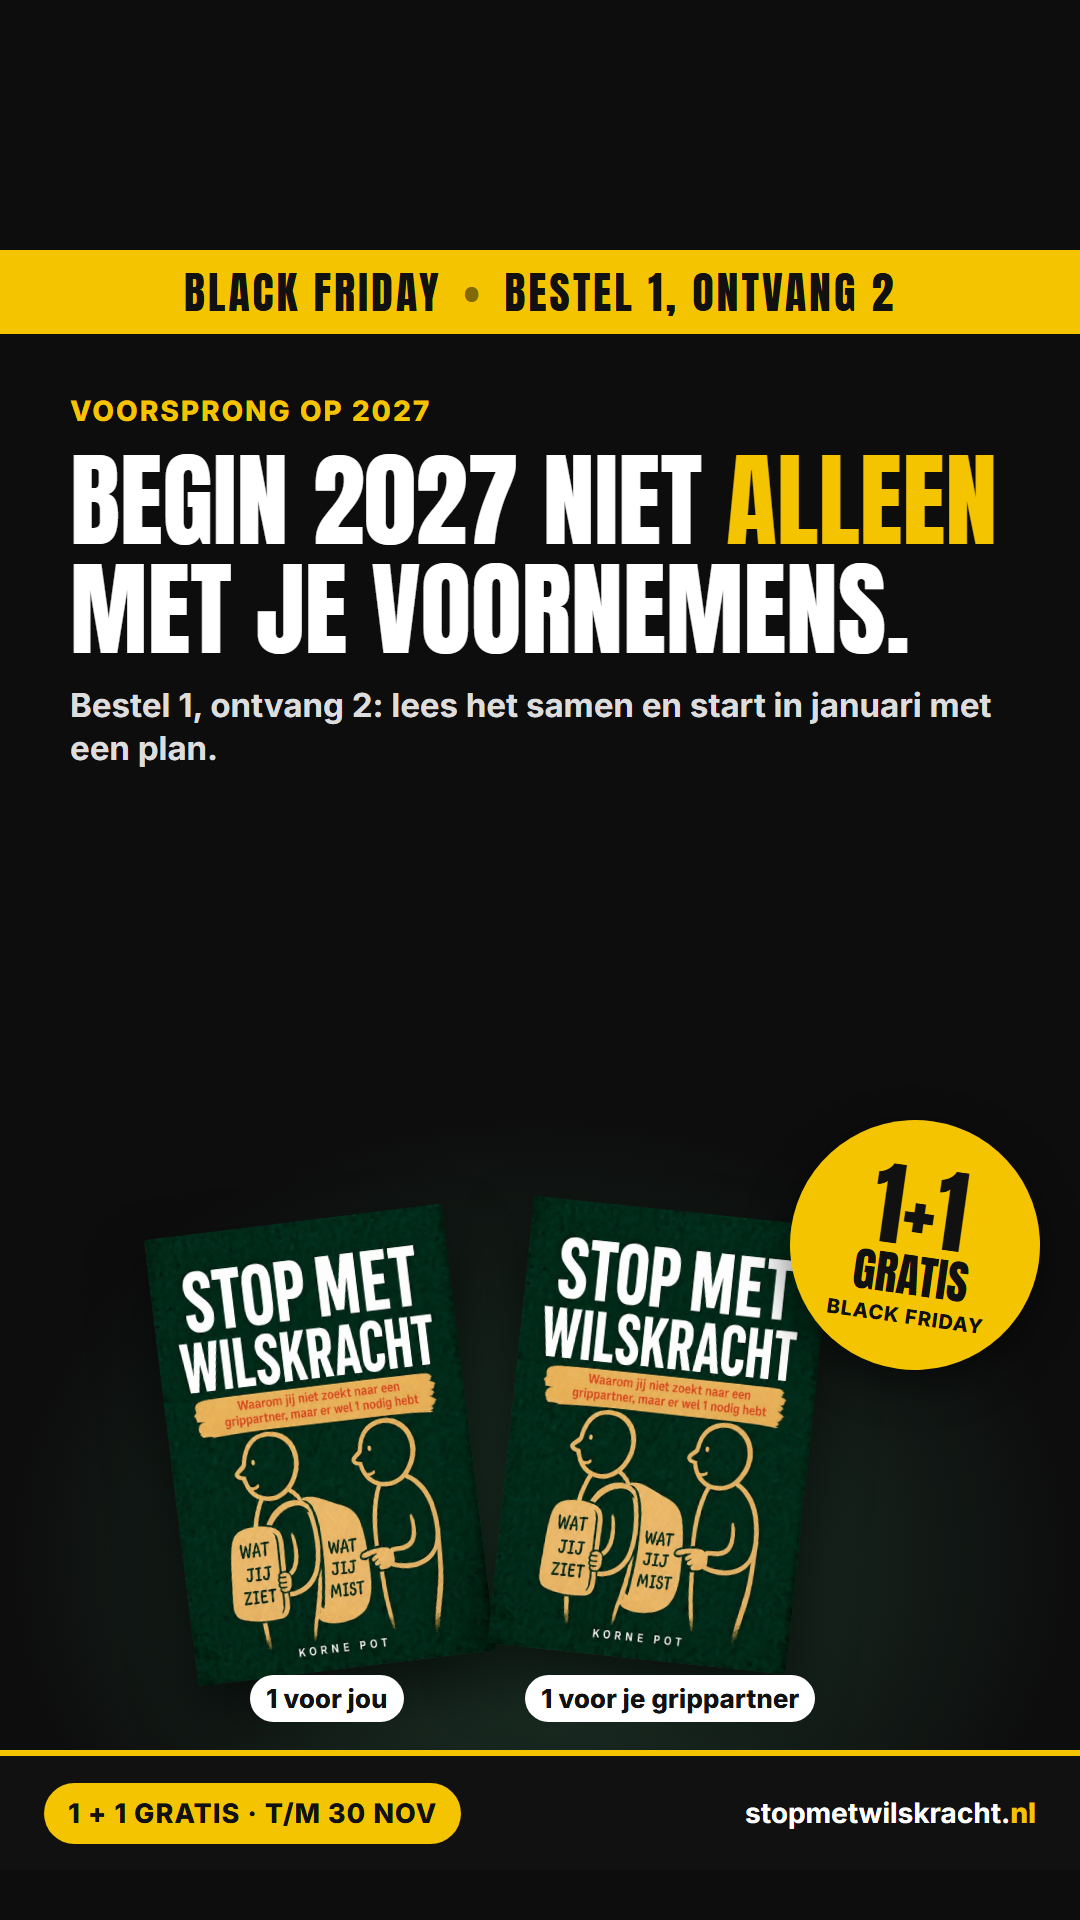 BLACK FRIDAY • BESTEL 1, ONTVANG 2
VOORSPRONG OP 2027
BEGIN 2027 NIET ALLEEN
MET JE VOORNEMENS.
Bestel 1, ontvang 2: lees het samen en start in januari met
een plan.
1+1
GRATIS
BLACK FRIDAY
STOP MET
WILSKRACHT
Waarom jij niet zoekt naar een
grippartner, maar er wel 1 nodig hebt
WAT
JIJ
ZIET
WAT
JIJ
MIST
KORNE POT
STOP MET
WILSKRACHT
Waarom jij niet zoekt naar een
grippartner, maar er wel 1 nodig hebt
WAT
JIJ
ZIET
WAT
JIJ
MIST
KORNE POT
1 voor jou
1 voor je grippartner
1 + 1 GRATIS · T/M 30 NOV
stopmetwilskracht.nl